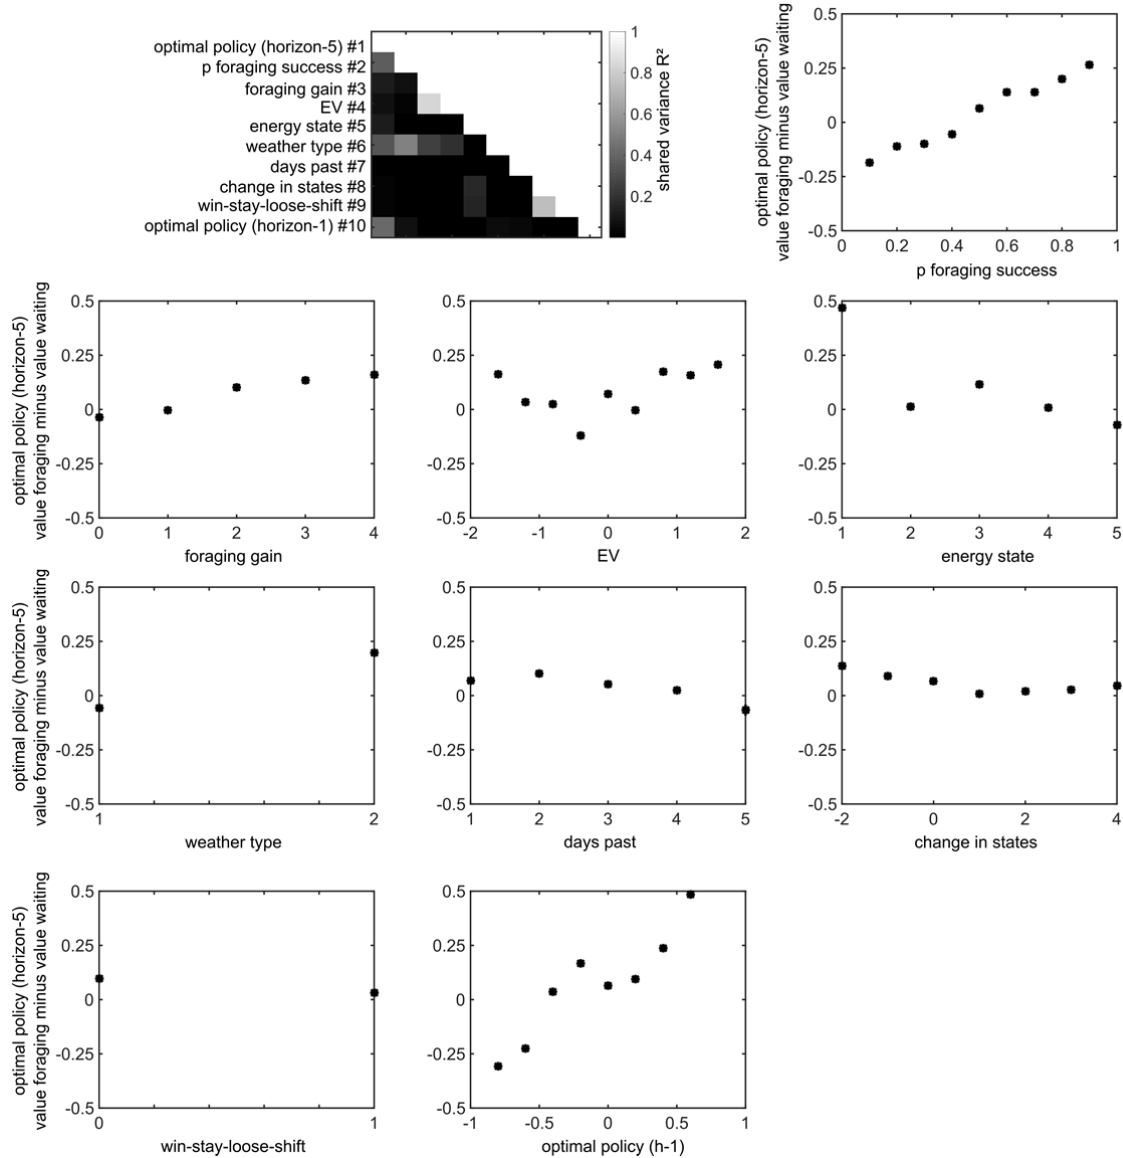 optimal policy (horizon-5) #1
p foraging success #2
foraging gain #3
EV #4
energy state #5
weather type #6
days past #7
change in states #8
win-stay-loose-shift #9
optimal policy (horizon-1) #10
1
0.8
0.6
0.4
0.2
shared variance R²
optimal policy (horizon-5)
value foraging minus value waiting
0.5
0.25
0
-0.25
-0.5
0 0.2 0.4 0.6 0.8 1
p foraging success
optimal policy (horizon-5)
value foraging minus value waiting
0.5
0.25
0
-0.25
-0.5
0 1 2 3 4
foraging gain
0.5
0.25
0
-0.25
-0.5
-2 -1 0 1 2
EV
0.5
0.25
0
-0.25
-0.5
1 2 3 4 5
energy state
optimal policy (horizon-5)
value foraging minus value waiting
0.5
0.25
0
-0.25
-0.5
1 2
weather type
0.5
0.25
0
-0.25
-0.5
1 2 3 4 5
days past
0.5
0.25
0
-0.25
-0.5
-2 0 2 4
change in states
optimal policy (horizon-5)
value foraging minus value waiting
0.5
0.25
0
-0.25
-0.5
0 1
win-stay-loose-shift
0.5
0.25
0
-0.25
-0.5
-1 -0.5 0 0.5 1
optimal policy (h-1)